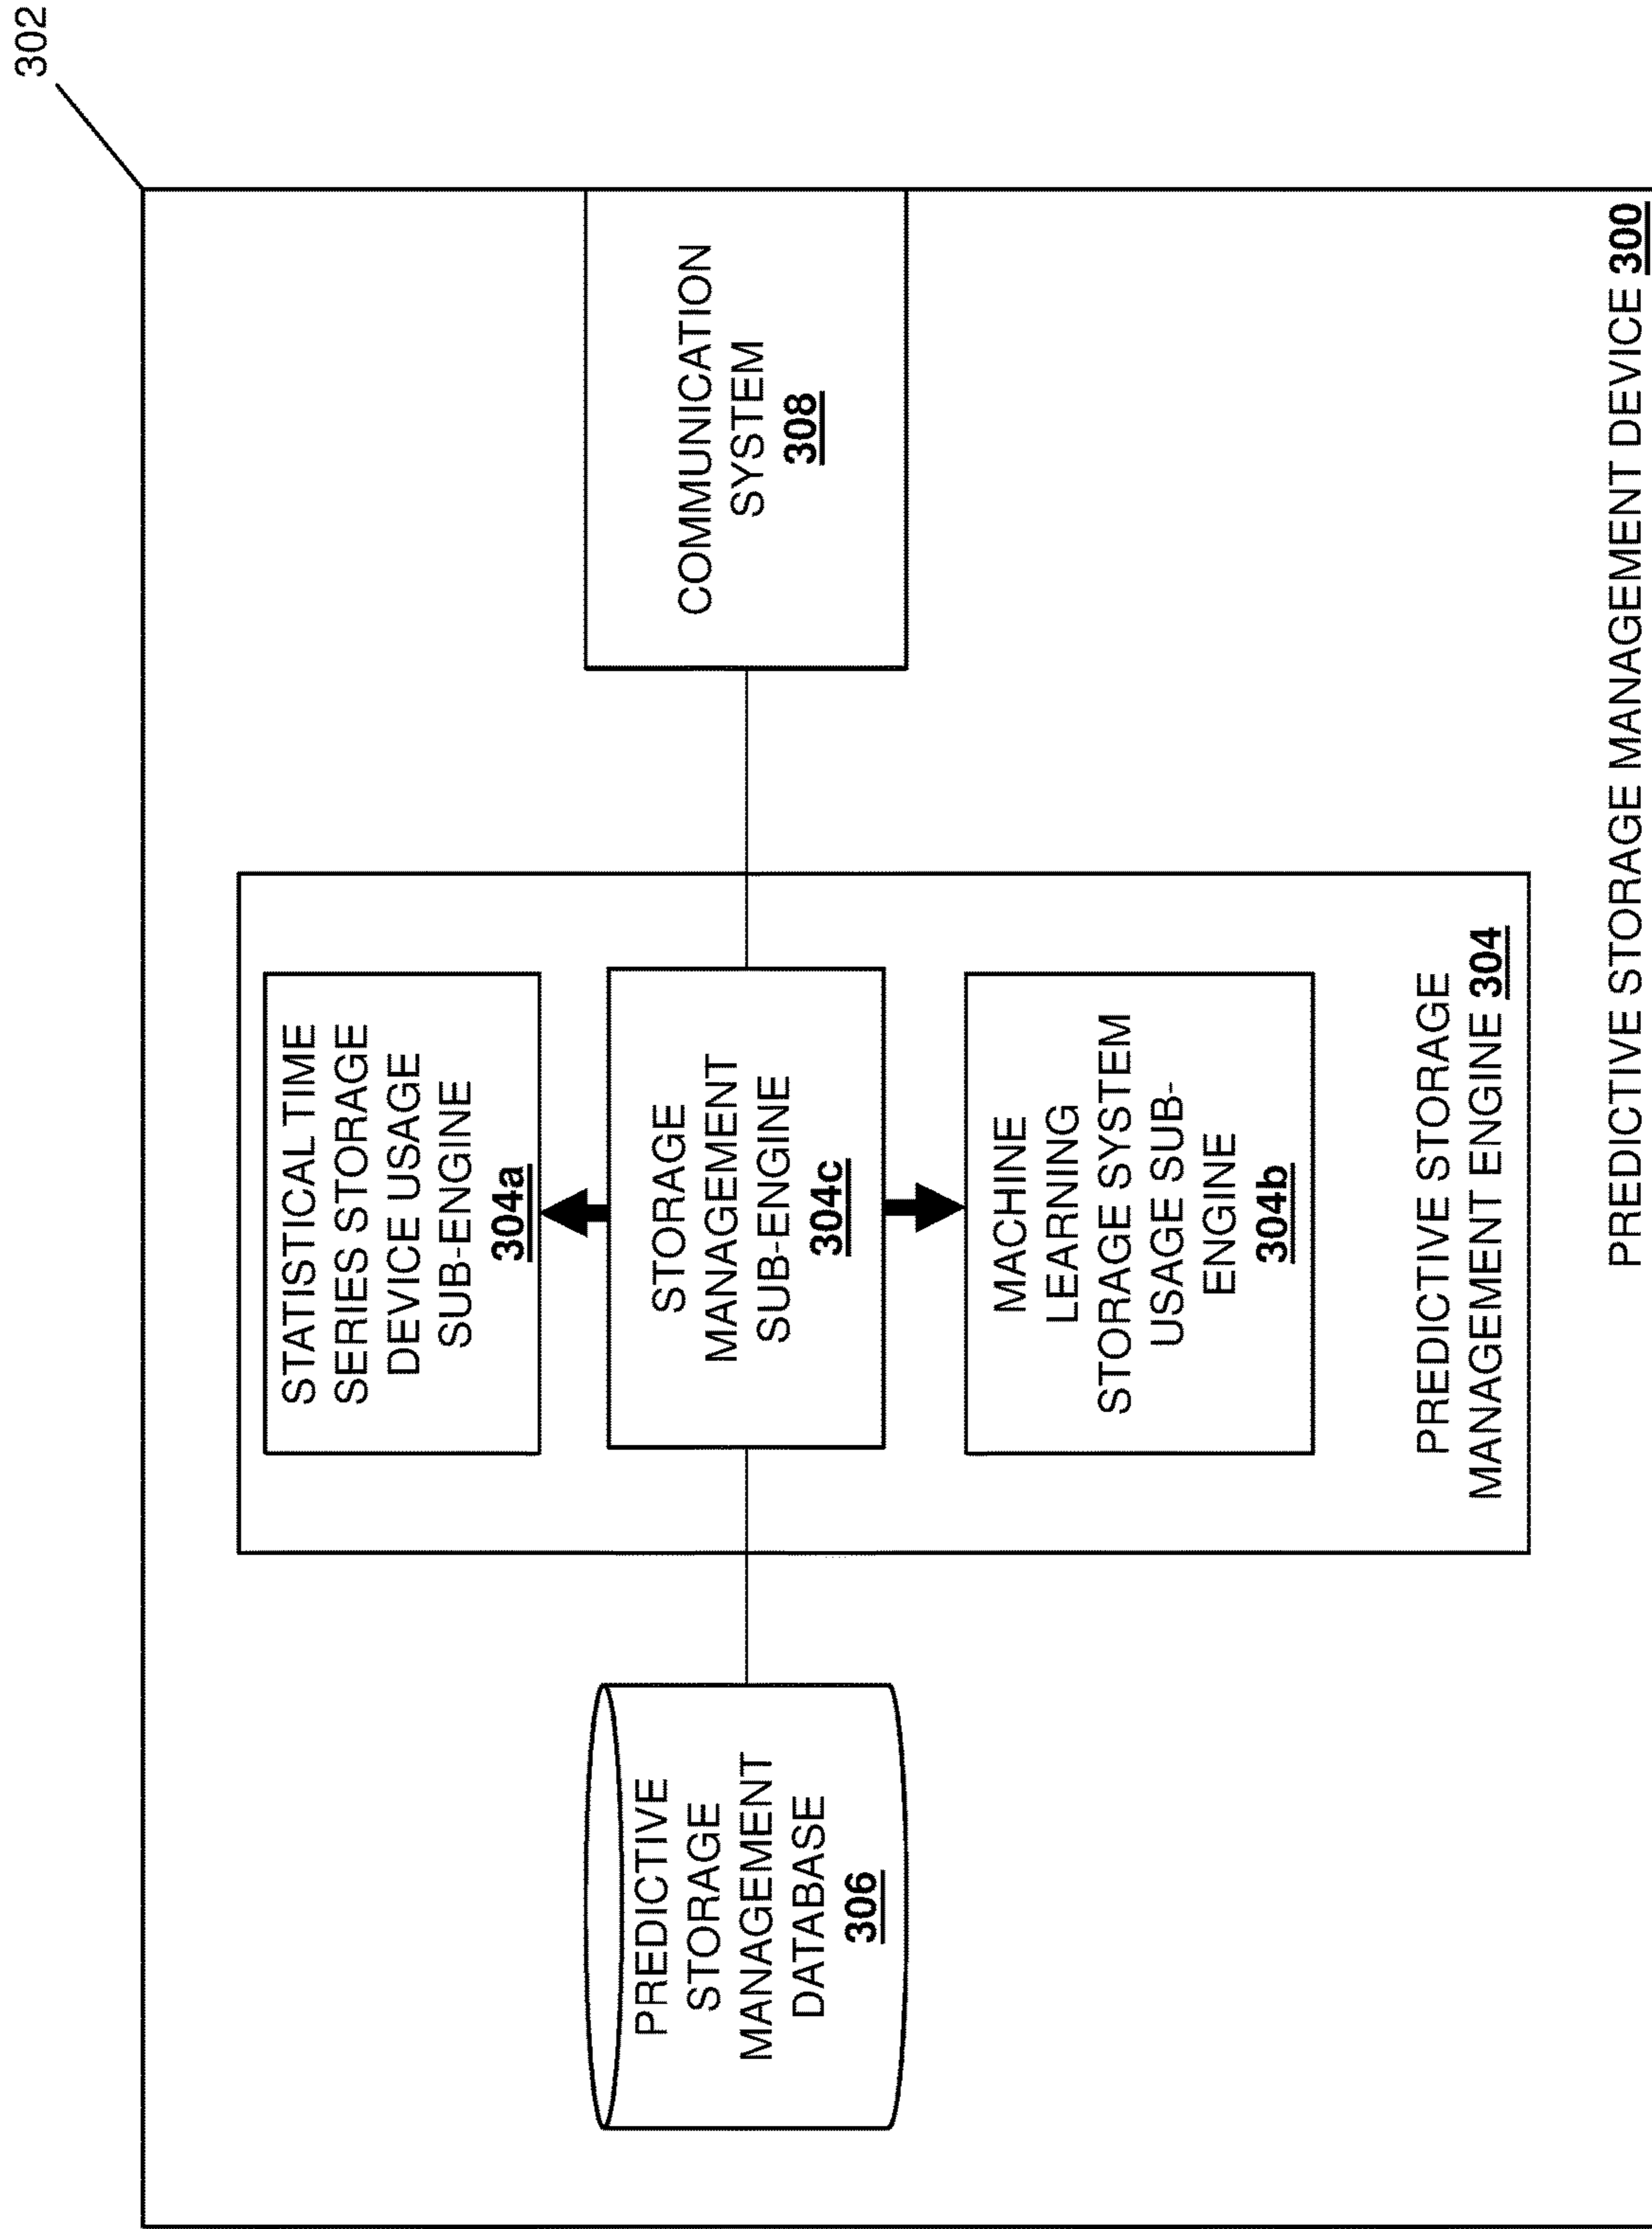 302
STATISTICAL TIME
SERIES STORAGE
DEVICE USAGE
SUB-ENGINE
304a
PREDICTIVE
STORAGE
MANAGEMENT
DATABASE
306
STORAGE
MANAGEMENT
SUB-ENGINE
304c
COMMUNICATION
SYSTEM
308
MACHINE
LEARNING
STORAGE SYSTEM
USAGE SUB-
ENGINE
304b
PREDICTIVE STORAGE
MANAGEMENT ENGINE 304
PREDICTIVE STORAGE MANAGEMENT DEVICE 300